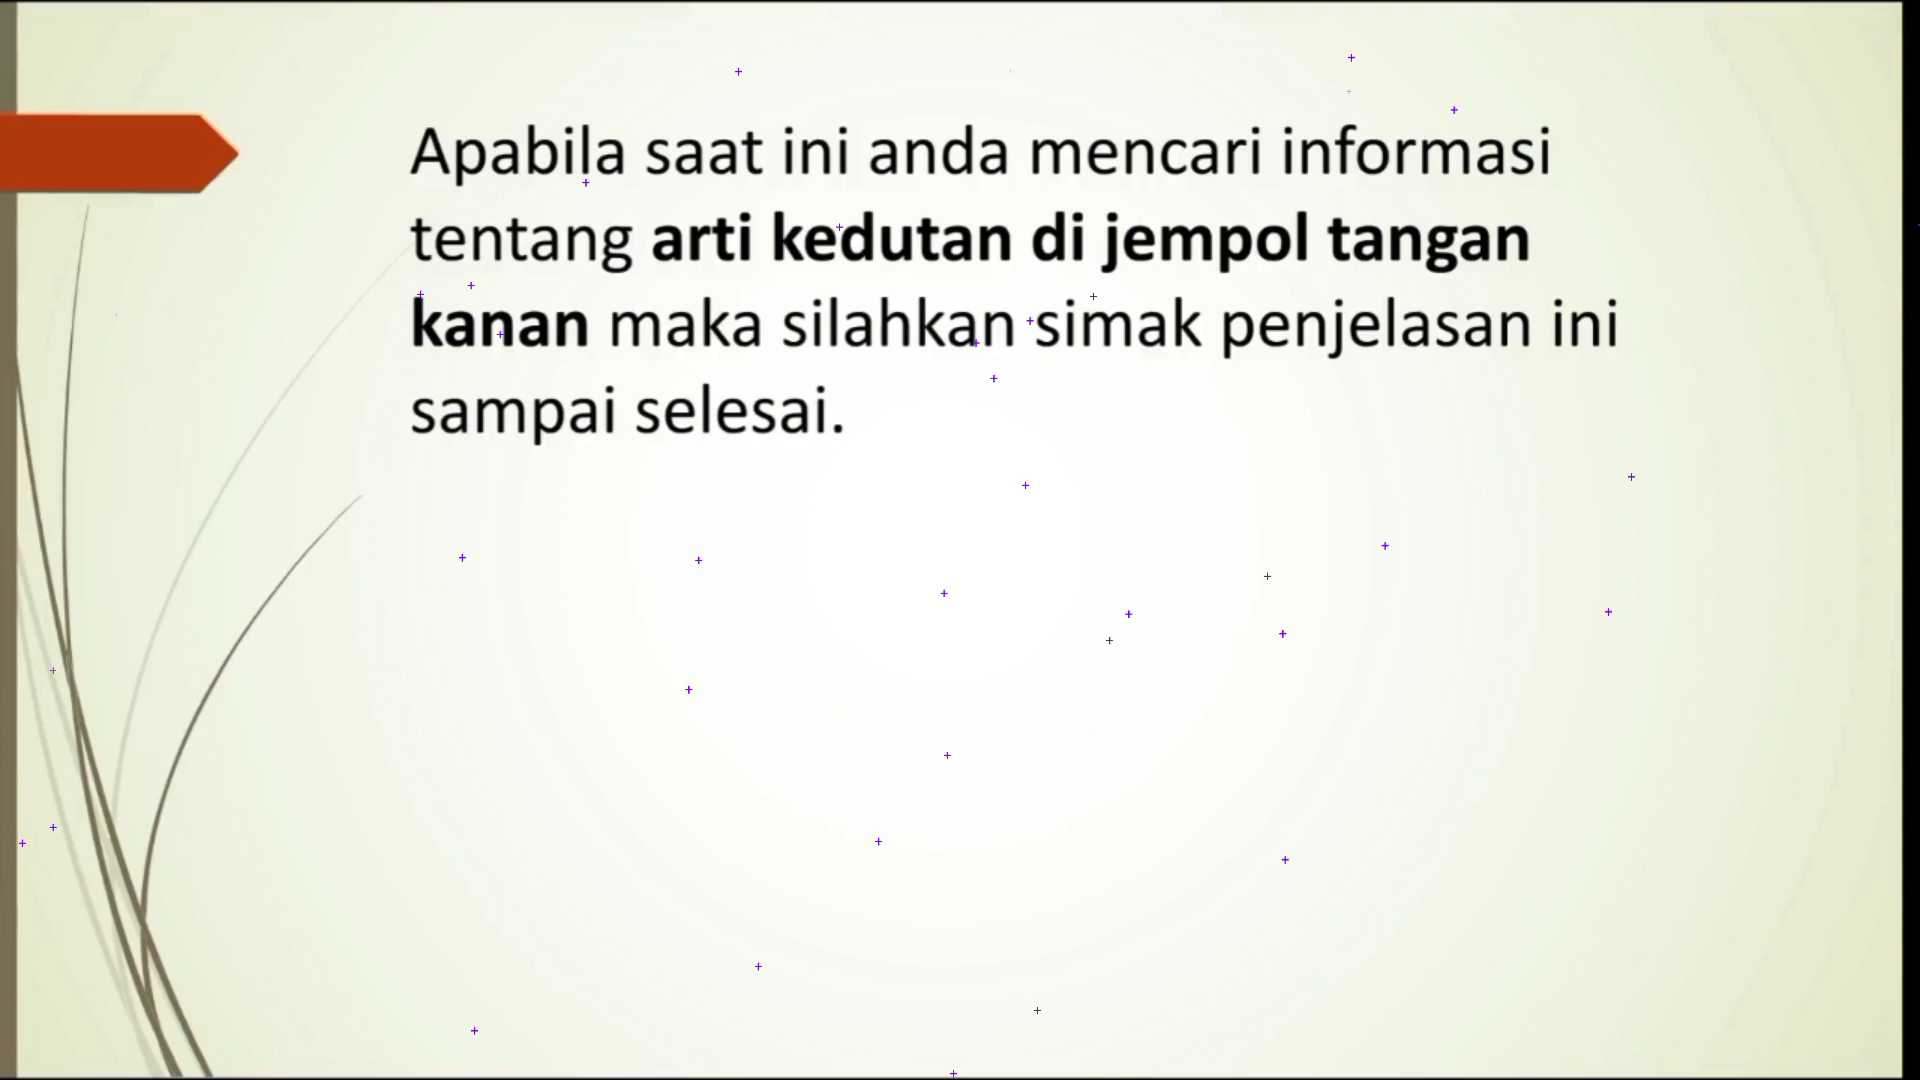 Apabila saat ini anda mencari informasi
tentang arti kedutan di jempol tangan
kanan maka silahkan simak penjelasan ini
sampai selesai.